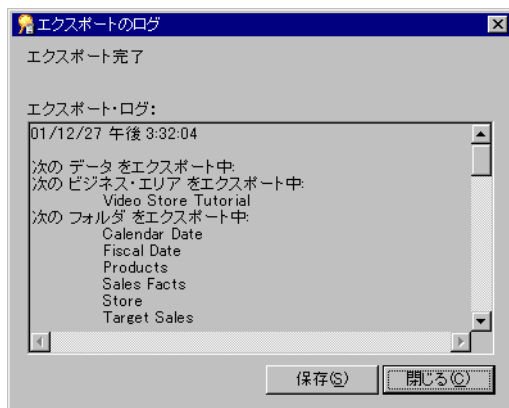 エクスポートのログ
エクスポート完了
エクスポート・ログ:
01/12/27 午後 3:32:04
次の データ をエクスポート中:
次の ビジネス・エリア をエクスポート中:
Video Store Tutorial
次の フォルダ をエクスポート中:
Calendar Date
Fiscal Date
Products
Sales Facts
Store
Target Sales
保存(S) 閉じる(C)